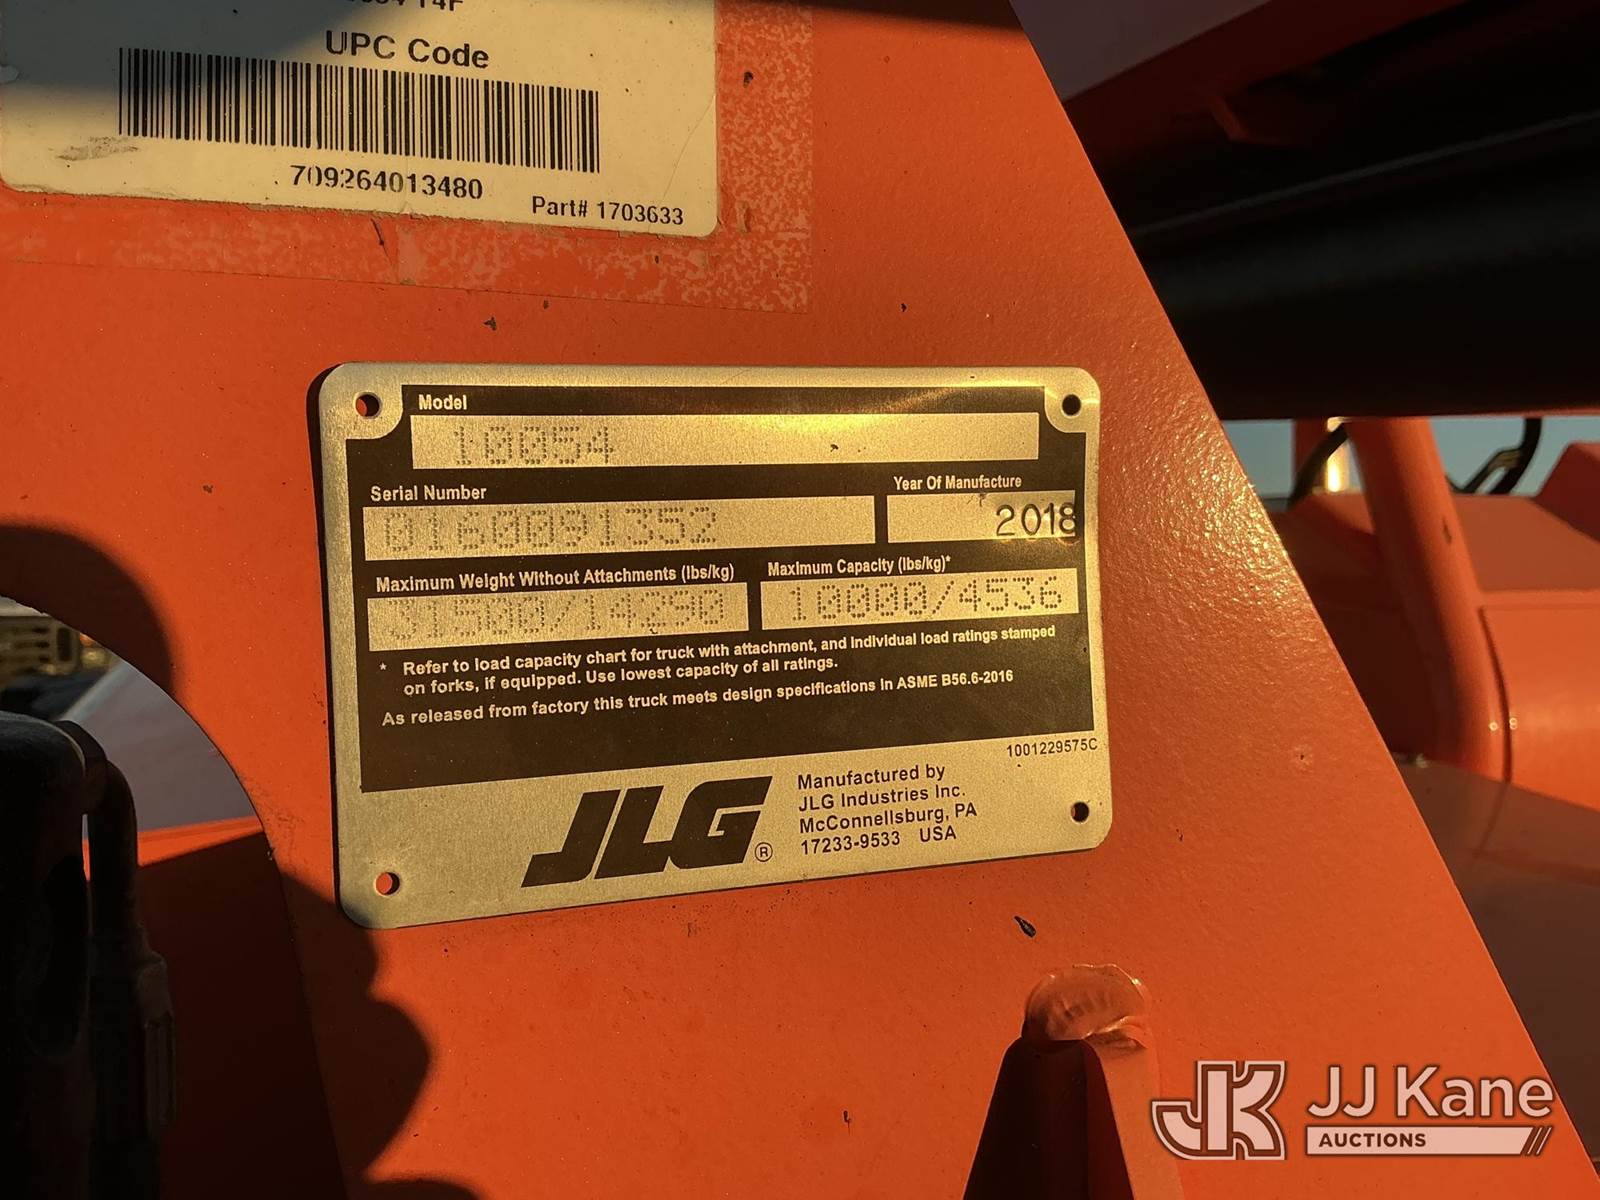 UPC Code
709264013480
Part# 1703633
Model
10054
Serial Number
Year Of Manufacture
0160091352
2018
Maximum Weight Without Attachments (lbs/kg)
Maximum Capacity (lbs/kg)*
31500/14290
10000/4536
* Refer to load capacity chart for truck with attachment, and individual load ratings stamped
on forks, if equipped. Use lowest capacity of all ratings.
As released from factory this truck meets design specifications in ASME B56.6-2016
1001229575C
JLG®
Manufactured by
JLG Industries Inc.
McConnellsburg, PA
17233-9533 USA
JK JJ Kane
AUCTIONS